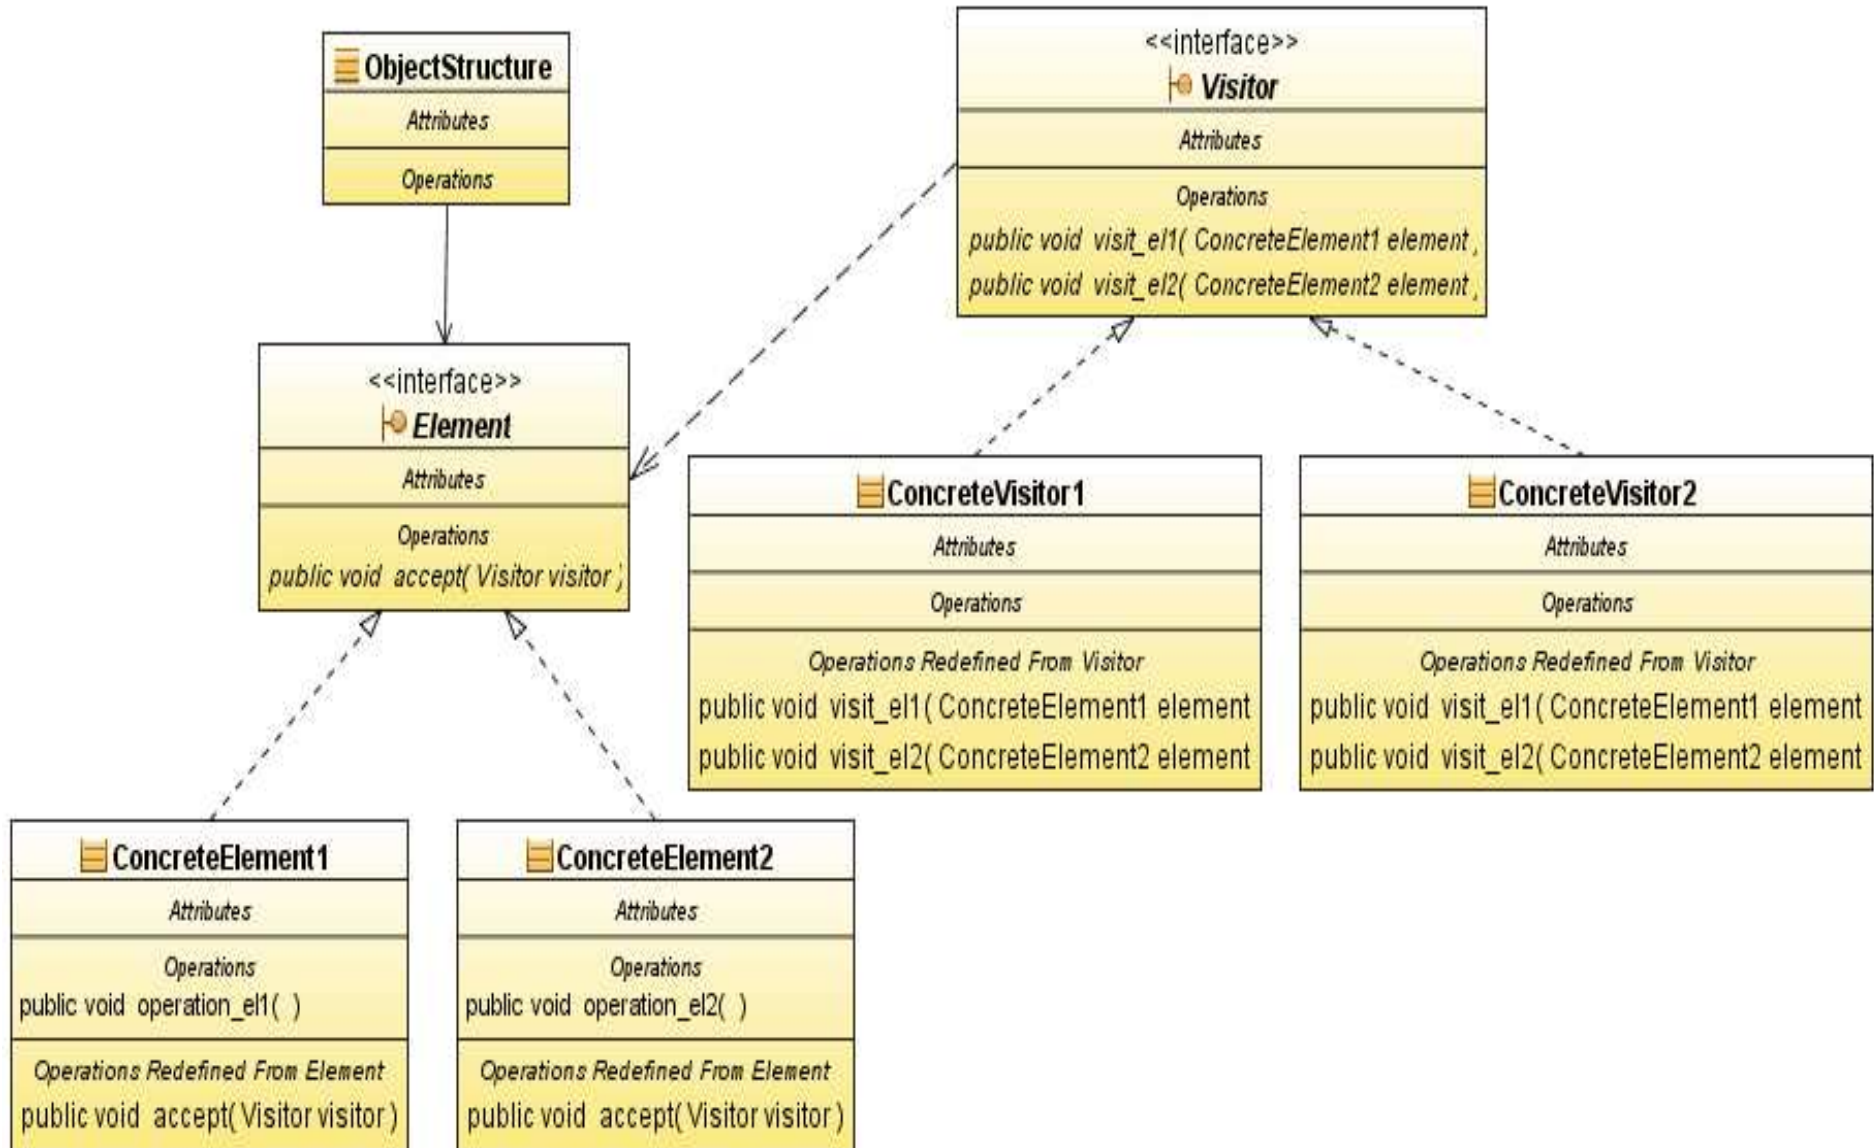 ObjectStructure
Attributes
Operations
<<interface>>
Visitor
Attributes
Operations
public void visit_el1( ConcreteElement1 element )
public void visit_el2( ConcreteElement2 element )
<<interface>>
Element
Attributes
Operations
public void accept( Visitor visitor )
ConcreteVisitor1
Attributes
Operations
Operations Redefined From Visitor
public void visit_el1( ConcreteElement1 element
public void visit_el2( ConcreteElement2 element
ConcreteVisitor2
Attributes
Operations
Operations Redefined From Visitor
public void visit_el1( ConcreteElement1 element
public void visit_el2( ConcreteElement2 element
ConcreteElement1
Attributes
Operations
public void operation_el1( )
Operations Redefined From Element
public void accept( Visitor visitor )
ConcreteElement2
Attributes
Operations
public void operation_el2( )
Operations Redefined From Element
public void accept( Visitor visitor )